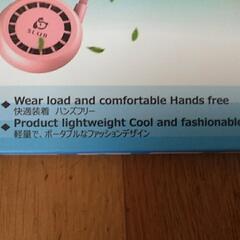 SLUB
Wear load and comfortable Hands free
快適装着 ハンズフリー
Product lightweight Cool and fashionable
軽量で、ポータブルなファッションデザイン